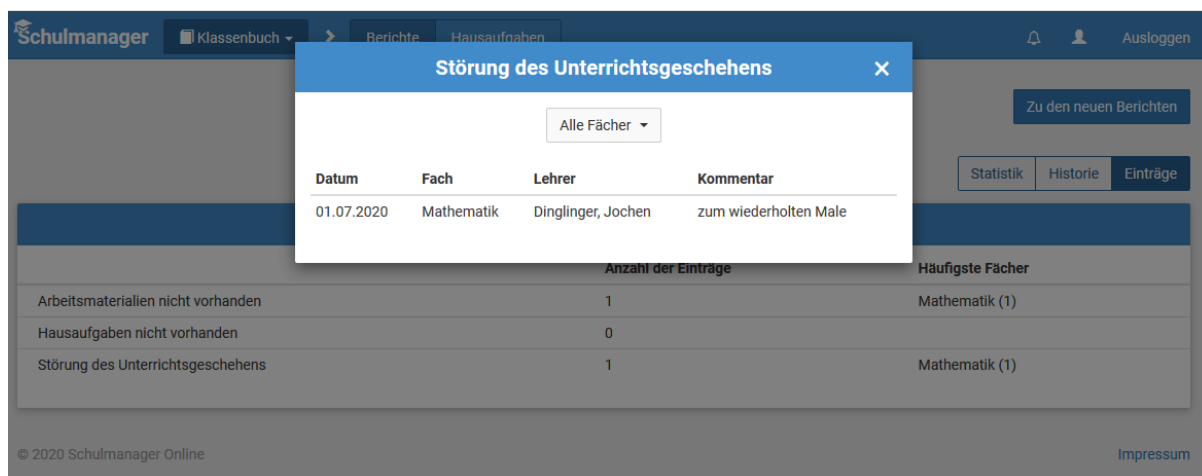 Schulmanager Klassenbuch > Berichte Hausaufgaben Ausloggen
Störung des Unterrichtsgeschehens ×
Zu den neuen Berichten
Alle Fächer
Statistik Historie Einträge
Datum Fach Lehrer Kommentar
01.07.2020 Mathematik Dinglinger, Jochen zum wiederholten Male
Anzahl der Einträge Häufigste Fächer
Arbeitsmaterialien nicht vorhanden 1 Mathematik (1)
Hausaufgaben nicht vorhanden 0
Störung des Unterrichtsgeschehens 1 Mathematik (1)
© 2020 Schulmanager Online Impressum